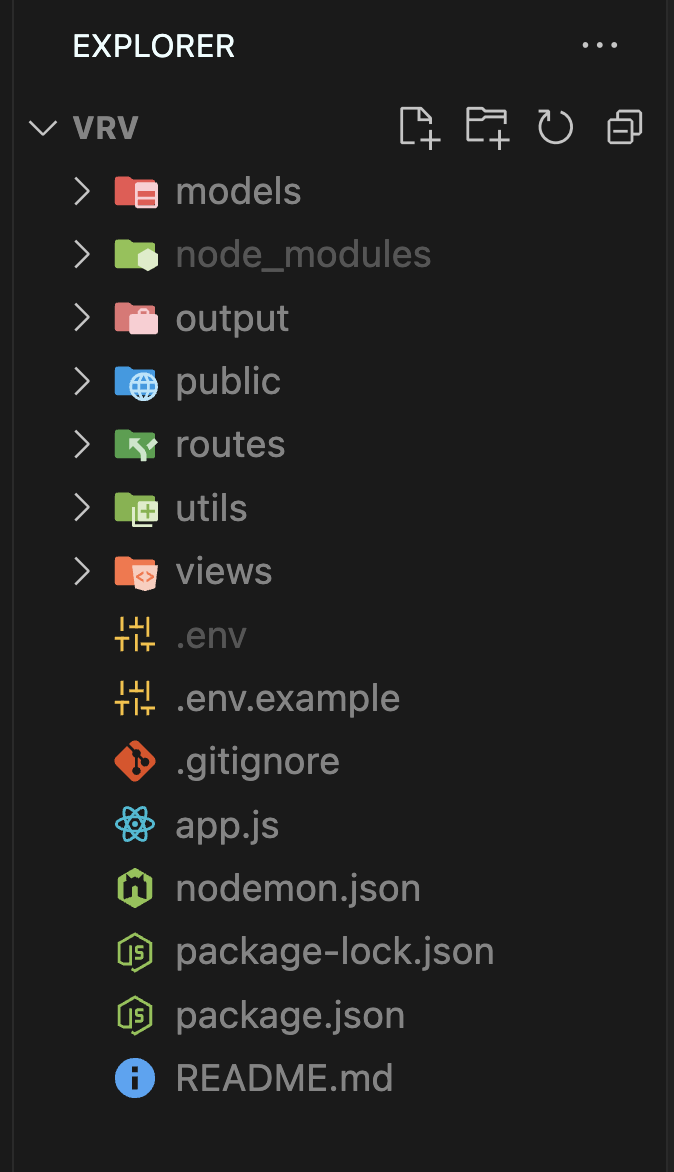 EXPLORER
VRV
models
node_modules
output
public
routes
utils
views
.env
.env.example
.gitignore
app.js
nodemon.json
package-lock.json
package.json
README.md